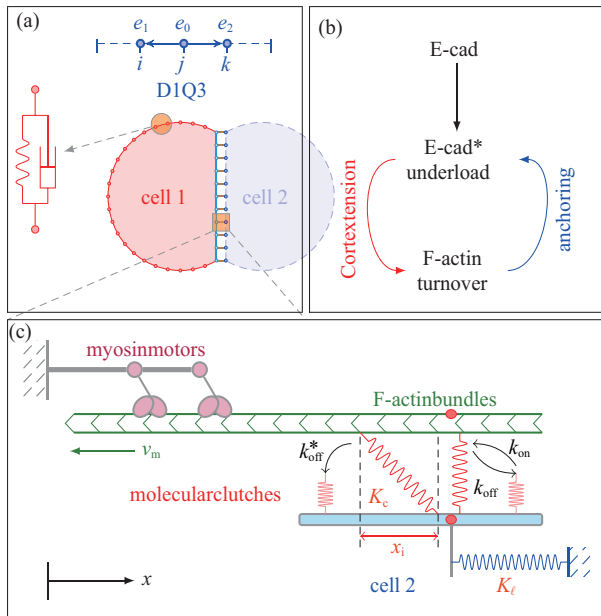 (a)
e₁ e₀ e₂
i j k
D1Q3
cell 1
cell 2
(b)
E-cad
E-cad*
underload
Cortextension
anchoring
F-actin
turnover
(c)
myosinmotors
F-actinbundles
vₘ
k*off
kon
koff
molecularclutches
Kc
xi
x
cell 2
Kℓ